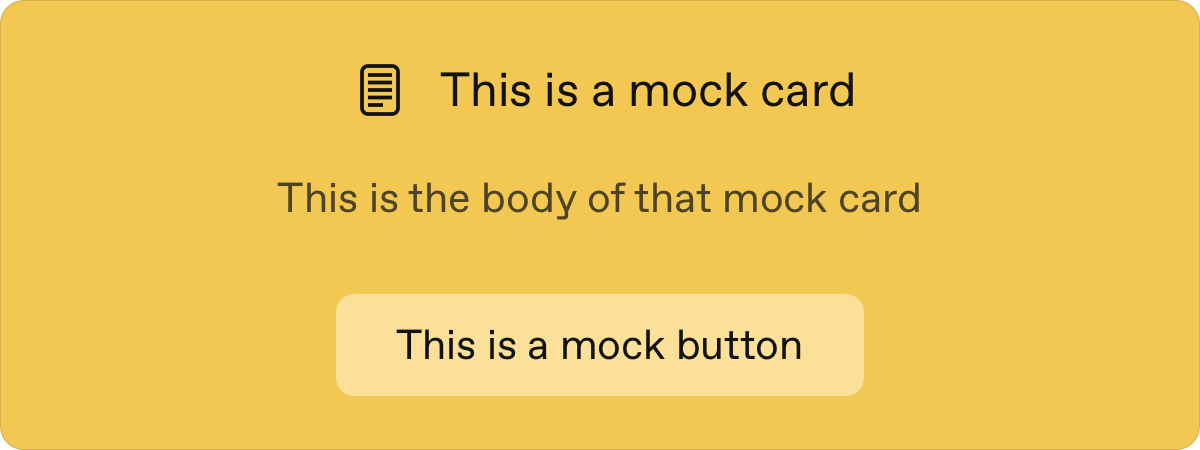 This is a mock card
This is the body of that mock card
This is a mock button